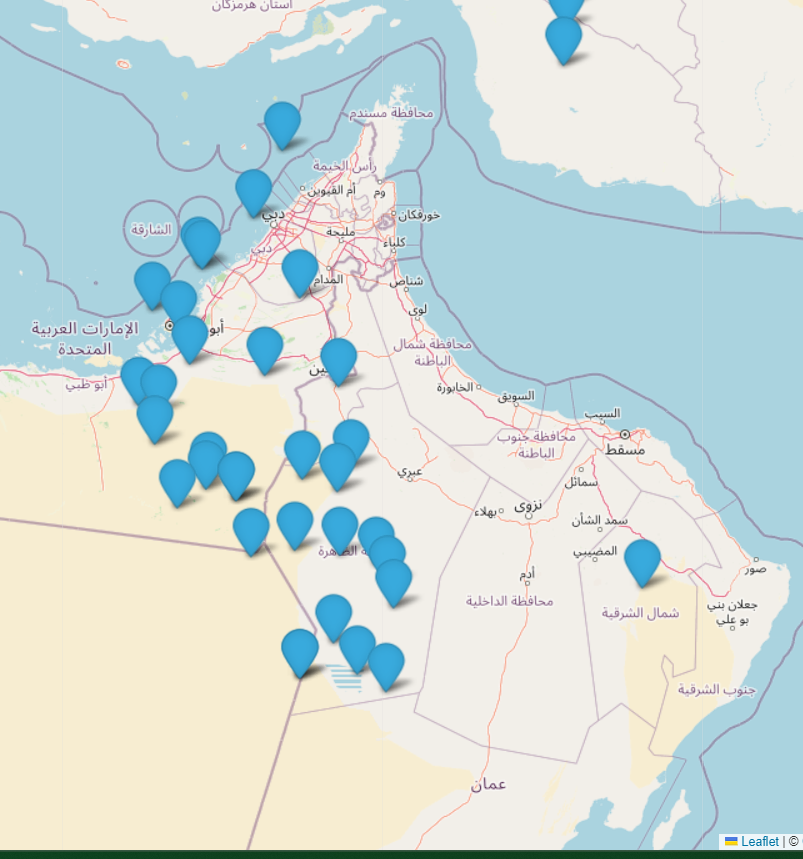 استان هرمزگان
محافظة مسندم
رأس الخيمة
أم القيوين
دبي
خورفكان
الشارقة
مليحة
كلباء
دبي
المدام
شناص
لوى
الإمارات العربية
المتحدة
محافظة شمال
الباطنة
أبو ظبي
الخابورة
السويق
السيب
محافظة جنوب
الباطنة
مسقط
عبري
سمائل
نزوى
بهلاء
سمد الشأن
المضيبي
صور
أدم
محافظة الداخلية
شمال الشرقية
جعلان بني
بو علي
جنوب الشرقية
عمان
Leaflet | ©